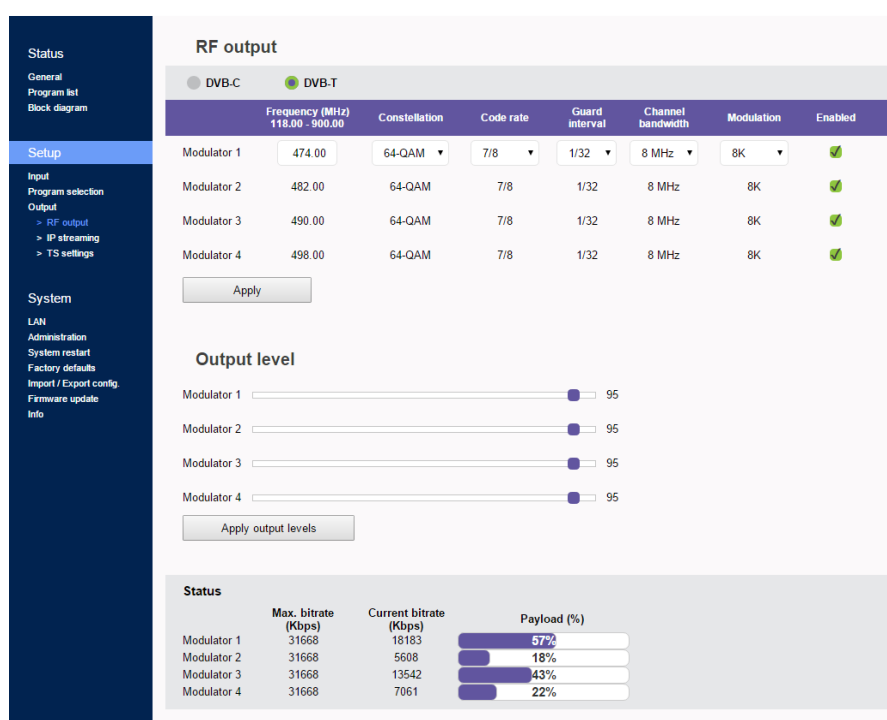 Status
General
Program list
Block diagram
Setup
Input
Program selection
Output
> RF output
> IP streaming
> TS settings
System
LAN
Administration
System restart
Factory defaults
Import / Export config.
Firmware update
Info
RF output
DVB-C DVB-T
Frequency (MHz) 
118.00 - 900.00 Constellation Code rate Guard interval Channel bandwidth Modulation Enabled
Modulator 1 474.00 64-QAM 7/8 1/32 8 MHz 8K
Modulator 2 482.00 64-QAM 7/8 1/32 8 MHz 8K
Modulator 3 490.00 64-QAM 7/8 1/32 8 MHz 8K
Modulator 4 498.00 64-QAM 7/8 1/32 8 MHz 8K
Apply
Output level
Modulator 1 95
Modulator 2 95
Modulator 3 95
Modulator 4 95
Apply output levels
Status
Max. bitrate (Kbps) Current bitrate (Kbps) Payload (%)
Modulator 1 31668 18183 57%
Modulator 2 31668 5608 18%
Modulator 3 31668 13542 43%
Modulator 4 31668 7061 22%